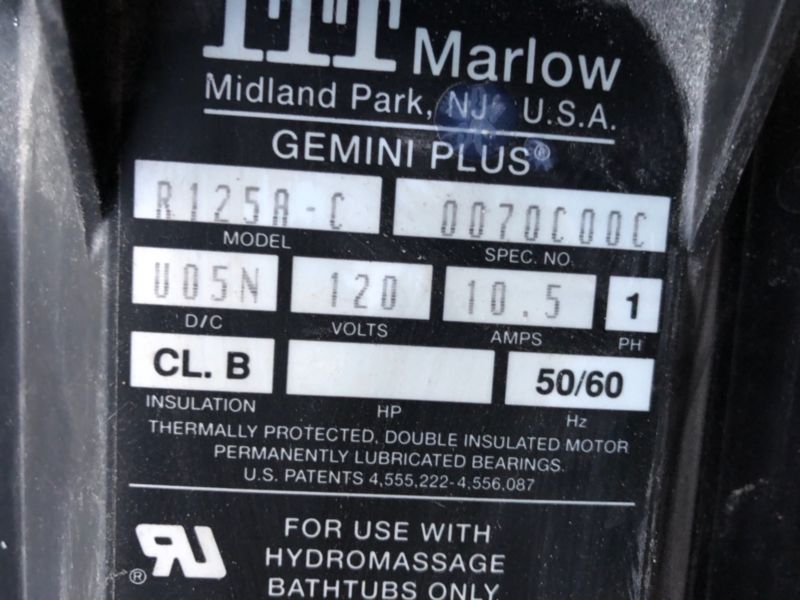 ITT Marlow
Midland Park, NJ U.S.A.
GEMINI PLUS®
R125A-C 0070C00C
MODEL SPEC. NO.
U05N 120 10.5 1
D/C VOLTS AMPS PH
CL. B 50/60
INSULATION HP Hz
THERMALLY PROTECTED, DOUBLE INSULATED MOTOR
PERMANENTLY LUBRICATED BEARINGS.
U.S. PATENTS 4,555,222-4,556,087
FOR USE WITH
HYDROMASSAGE
BATHTUBS ONLY
®